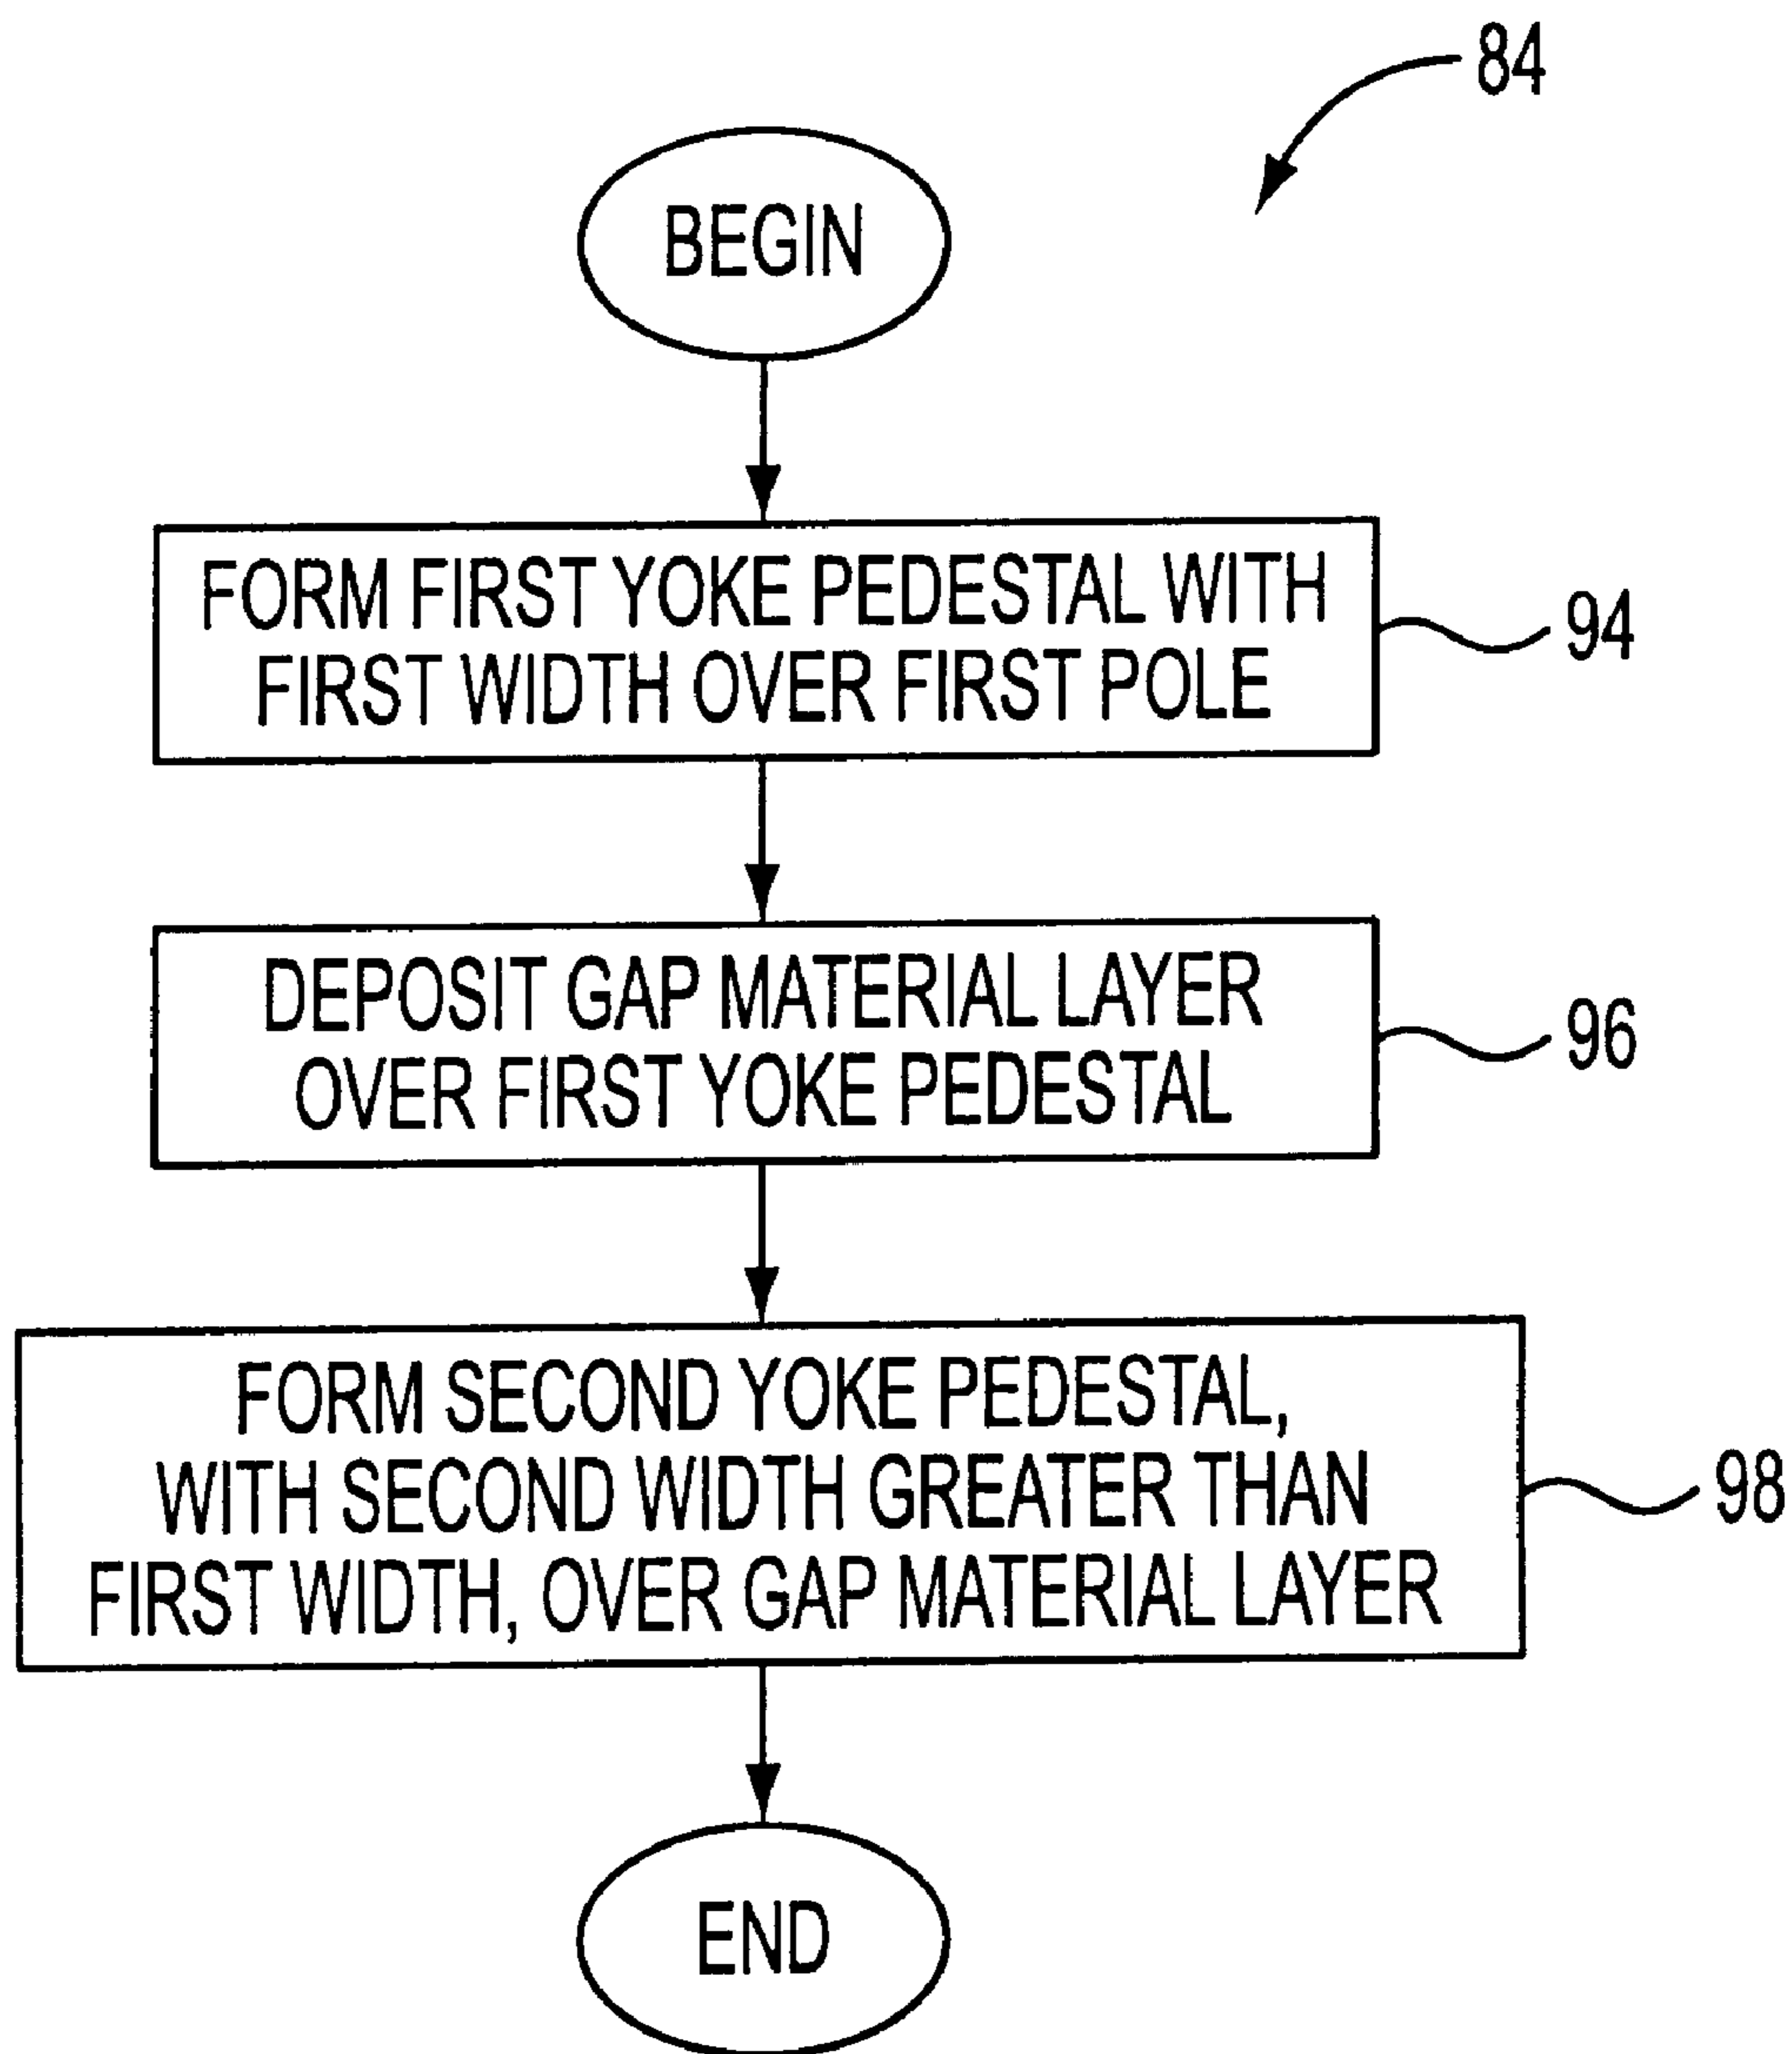 84
BEGIN
FORM FIRST YOKE PEDESTAL WITH
FIRST WIDTH OVER FIRST POLE
94
DEPOSIT GAP MATERIAL LAYER
OVER FIRST YOKE PEDESTAL
96
FORM SECOND YOKE PEDESTAL,
WITH SECOND WIDTH GREATER THAN
FIRST WIDTH, OVER GAP MATERIAL LAYER
98
END